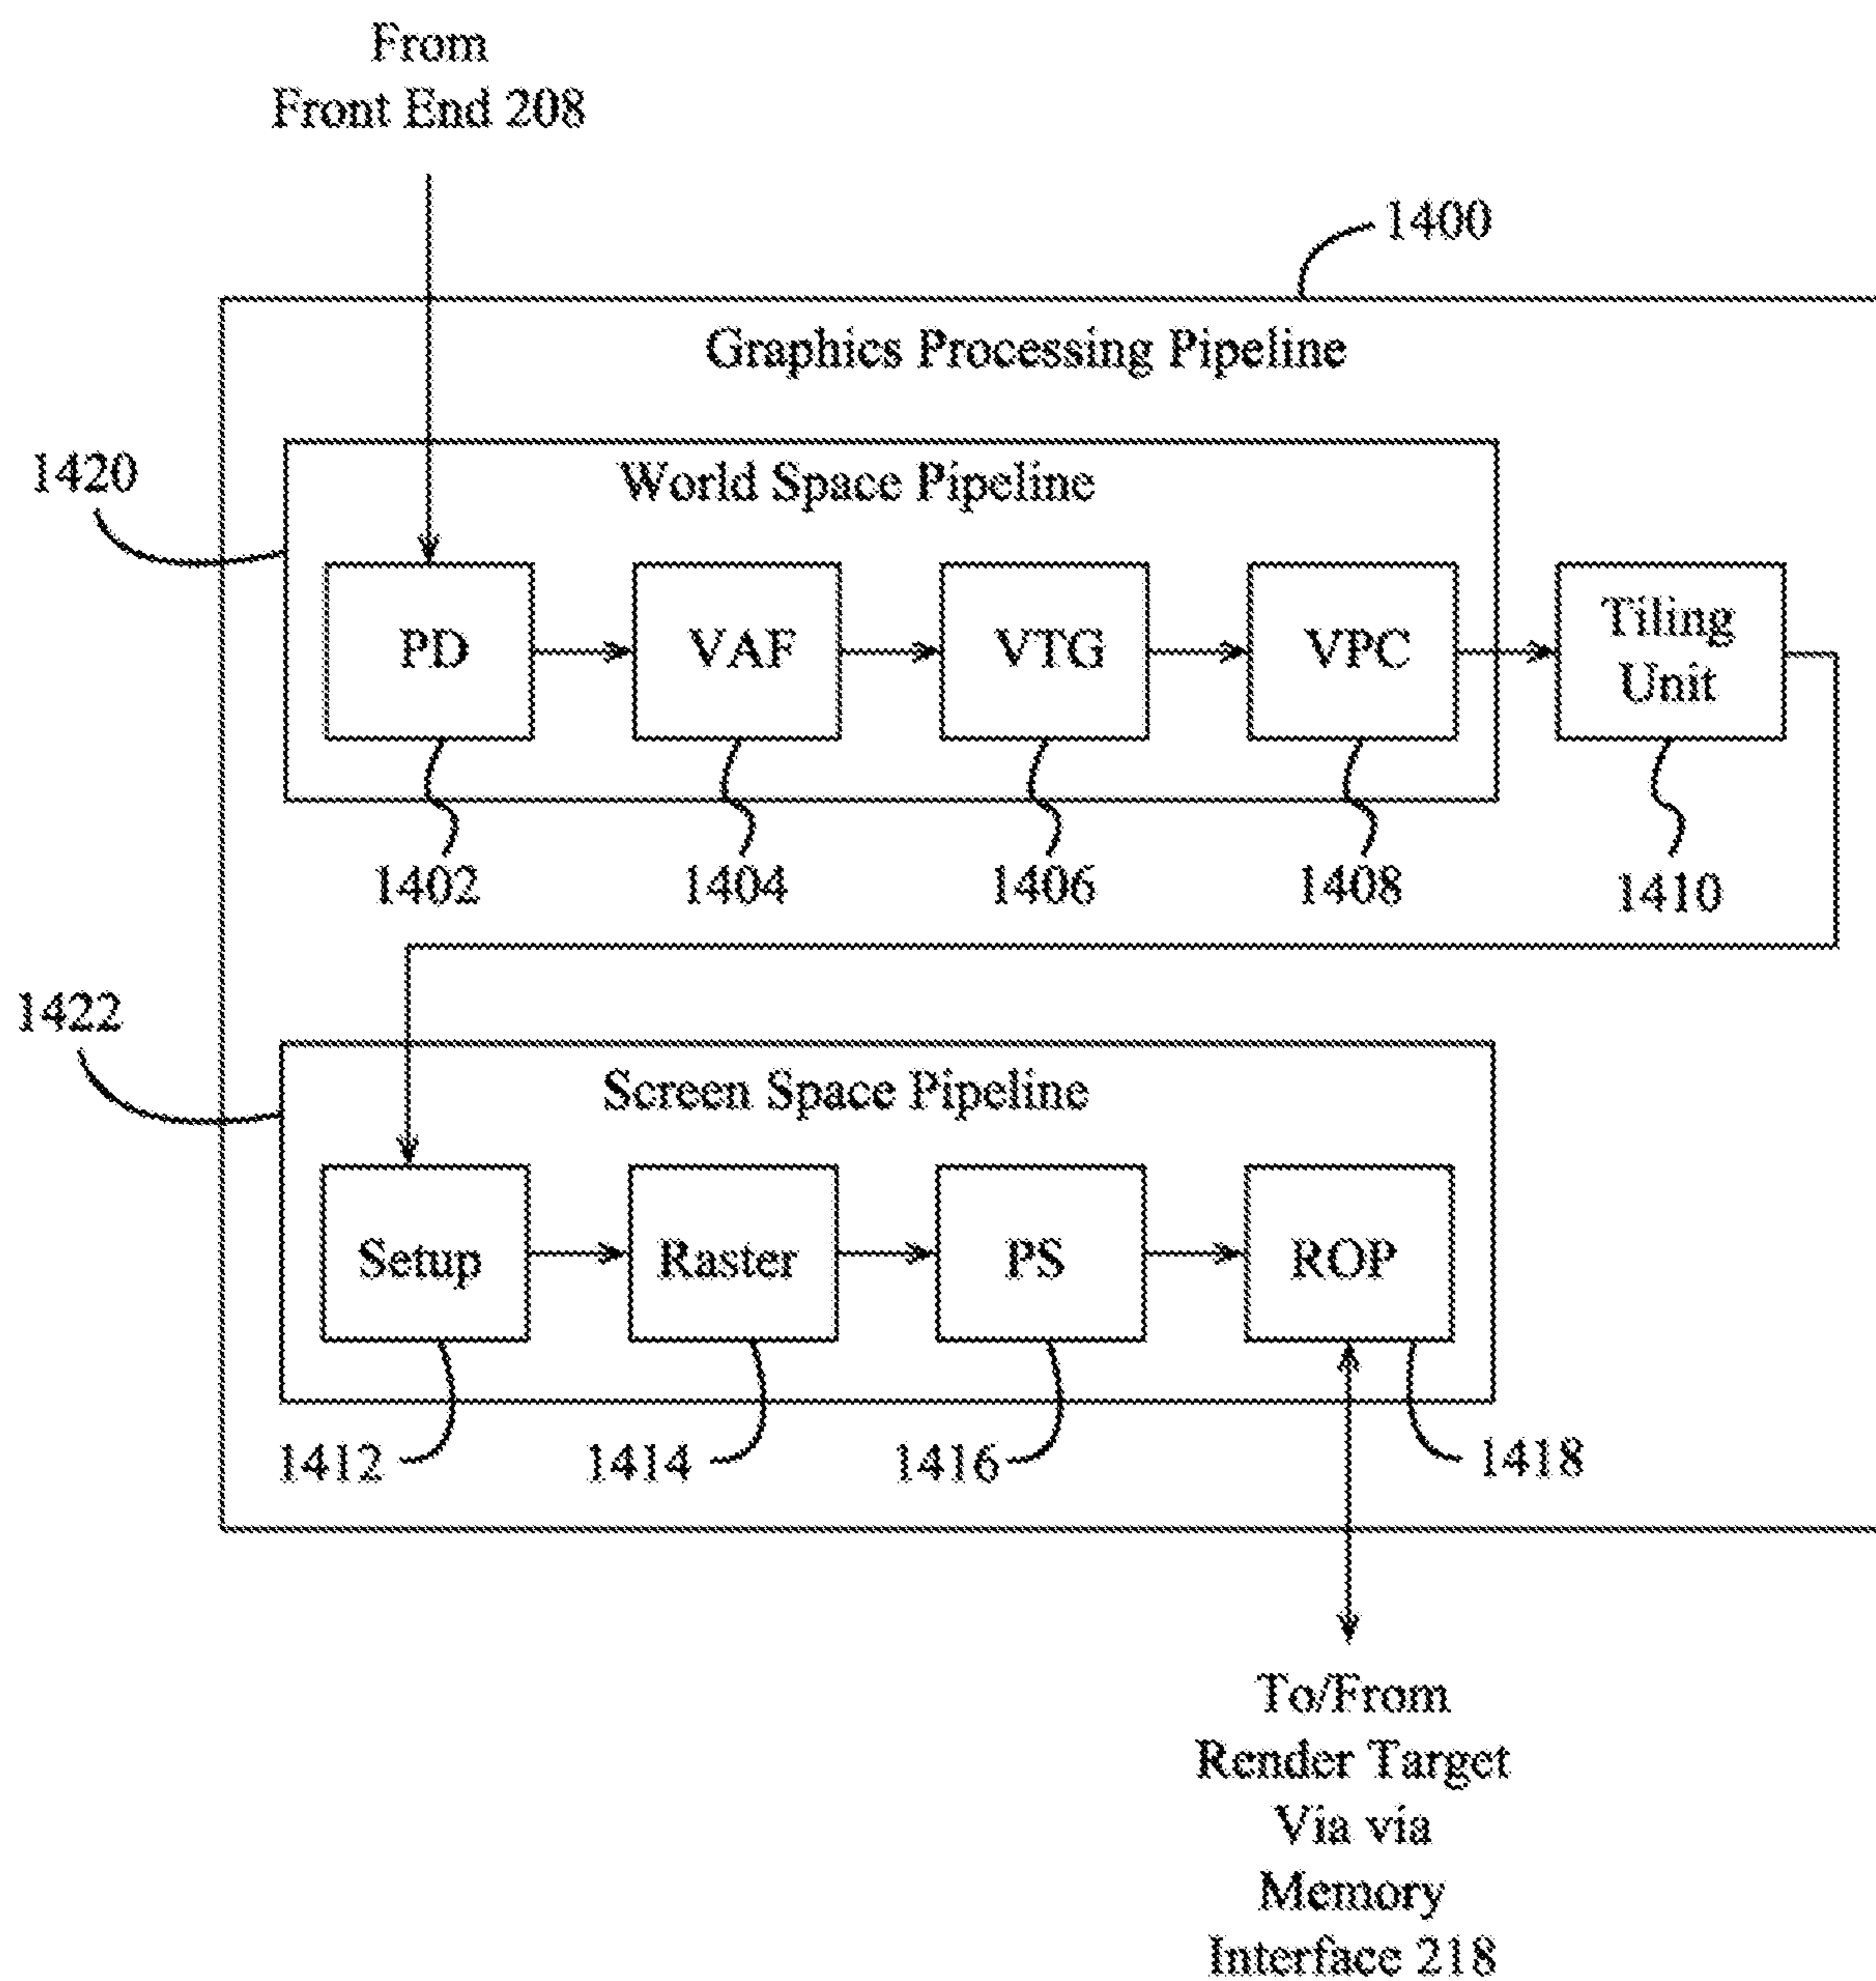 From
Front End 208
1400
Graphics Processing Pipeline
1420
World Space Pipeline
PD
VAF
VTG
VPC
Tiling
Unit
1402
1404
1406
1408
1410
1422
Screen Space Pipeline
Setup
Raster
PS
ROP
1412
1414
1416
1418
To/From
Render Target
Via via
Memory
Interface 218